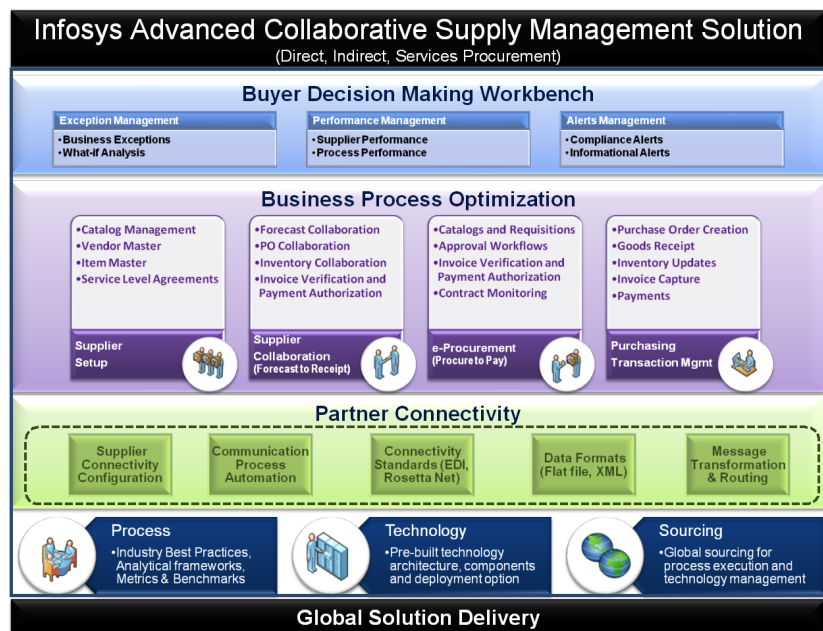 Infosys Advanced Collaborative Supply Management Solution
(Direct, Indirect, Services Procurement)
Buyer Decision Making Workbench
Exception Management
•Business Exceptions
•What-if Analysis
Performance Management
•Supplier Performance
•Process Performance
Alerts Management
•Compliance Alerts
•Informational Alerts
Business Process Optimization
•Catalog Management
•Vendor Master
•Item Master
•Service Level Agreements
Supplier
Setup
•Forecast Collaboration
•PO Collaboration
•Inventory Collaboration
•Invoice Verification and
Payment Authorization
Supplier
Collaboration
(Forecast to Receipt)
•Catalogs and Requisitions
•Approval Workflows
•Invoice Verification and
Payment Authorization
•Contract Monitoring
e-Procurement
(Procure to Pay)
•Purchase Order Creation
•Goods Receipt
•Inventory Updates
•Invoice Capture
•Payments
Purchasing
Transaction Mgmt
Partner Connectivity
Supplier
Connectivity
Configuration
Communication
Process
Automation
Connectivity
Standards (EDI,
Rosetta Net)
Data Formats
(Flat file, XML)
Message
Transformation
& Routing
Process
•Industry Best Practices,
Analytical frameworks,
Metrics & Benchmarks
Technology
•Pre-built technology
architecture, components
and deployment option
Sourcing
•Global sourcing for
process execution and
technology management
Global Solution Delivery